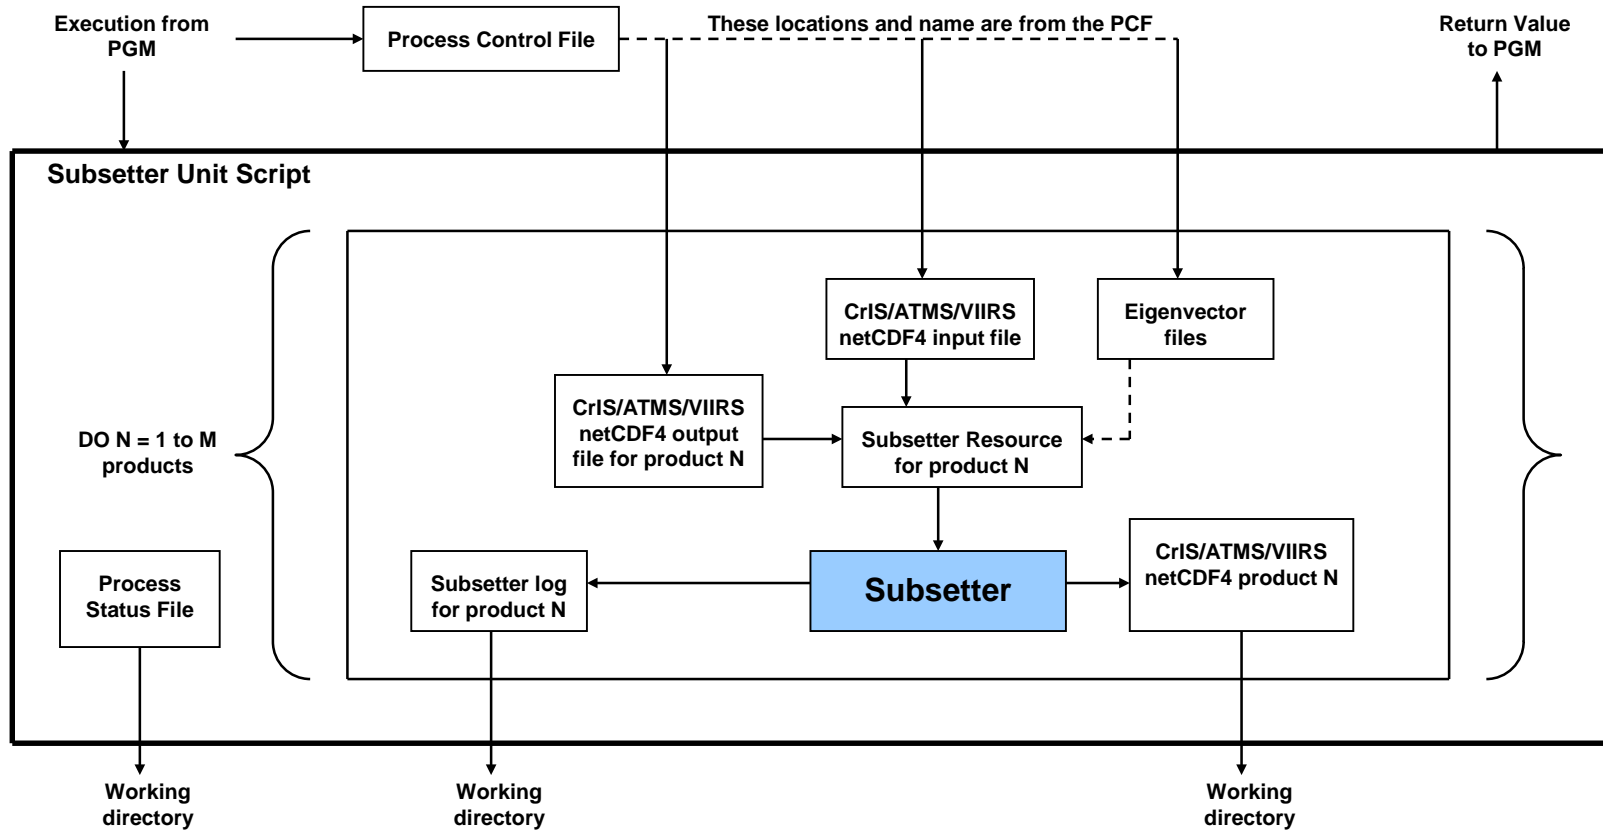 Execution from
PGM
Process Control File
These locations and name are from the PCF
Return Value
to PGM
Subsetter Unit Script
CrIS/ATMS/VIIRS
netCDF4 input file
Eigenvector
files
CrIS/ATMS/VIIRS
netCDF4 output
file for product N
Subsetter Resource
for product N
DO N = 1 to M
products
Process
Status File
Subsetter log
for product N
Subsetter
CrIS/ATMS/VIIRS
netCDF4 product N
Working
directory
Working
directory
Working
directory